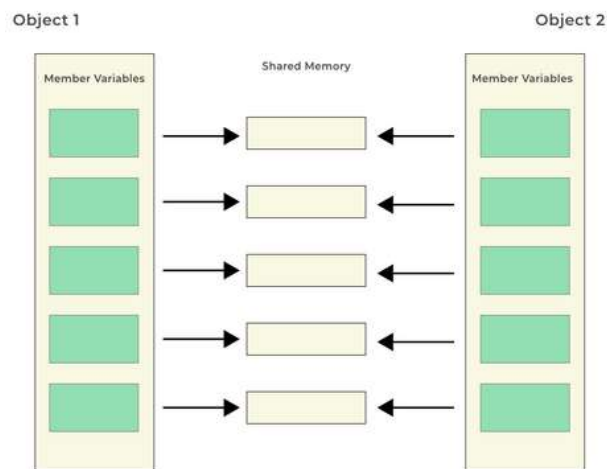 Object 1
Object 2
Shared Memory
Member Variables
Member Variables